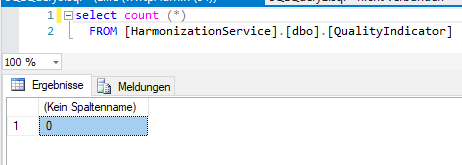 1 select count (*)
2 FROM [HarmonizationService].[dbo].[QualityIndicator]
100 %
Ergebnisse Meldungen
(Kein Spaltenname)
1 0